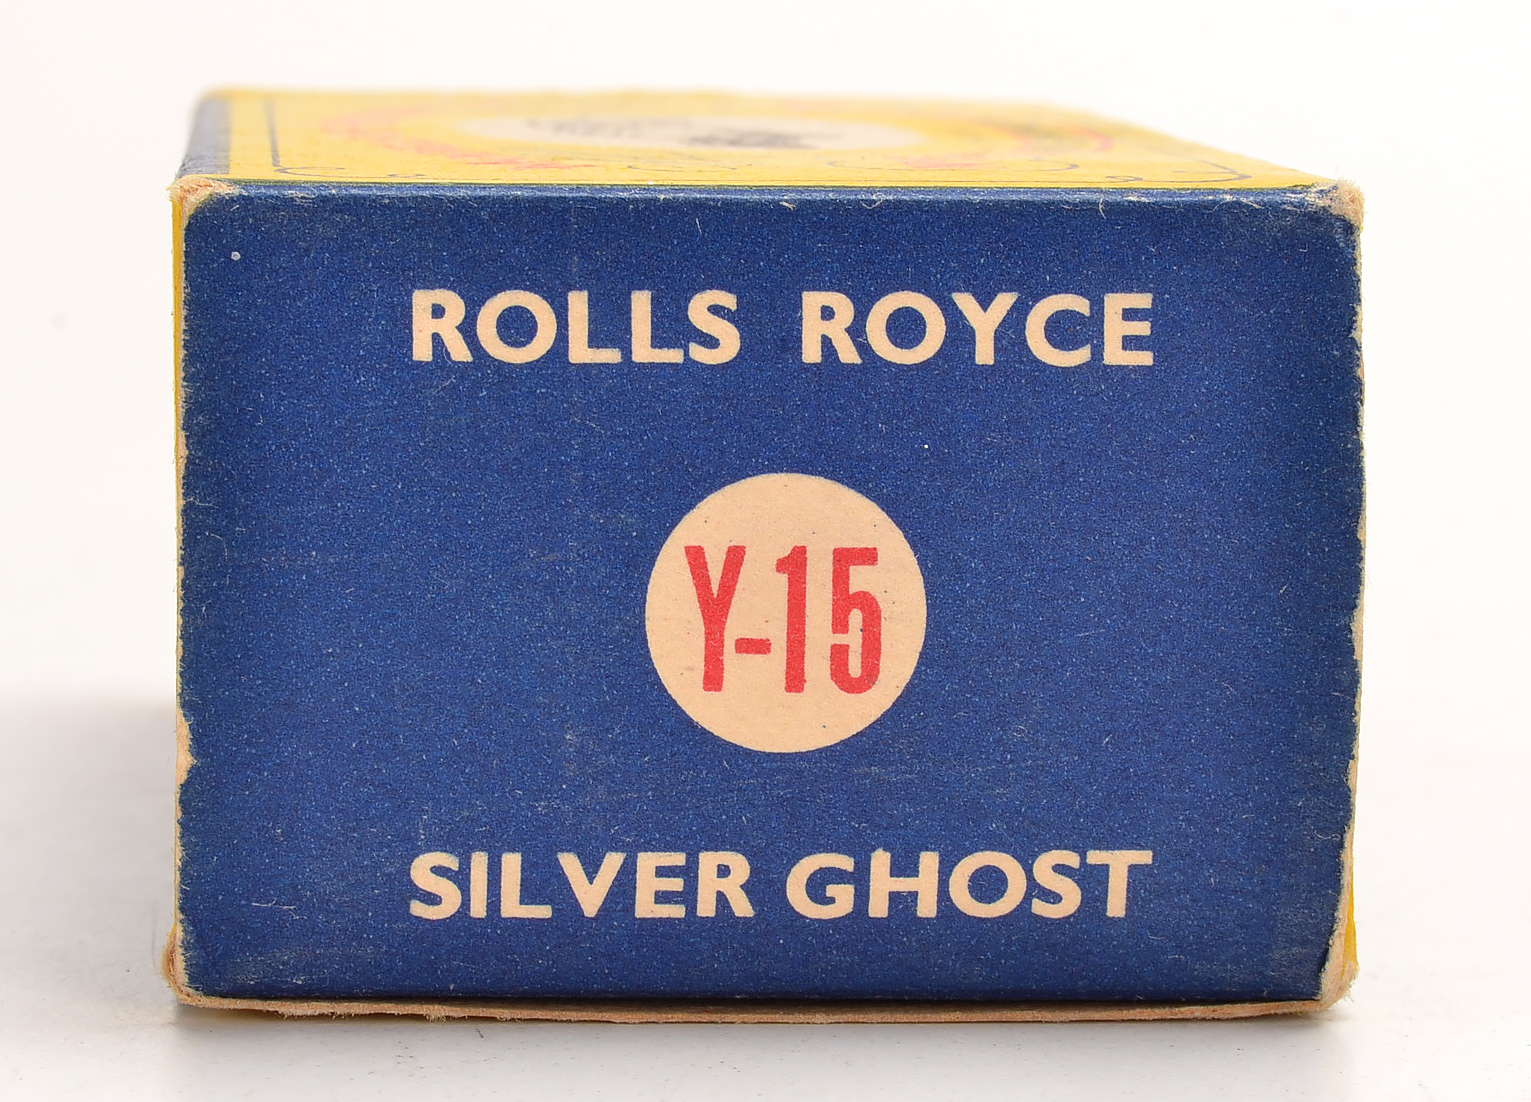 ROLLS ROYCE
Y-15
SILVER GHOST